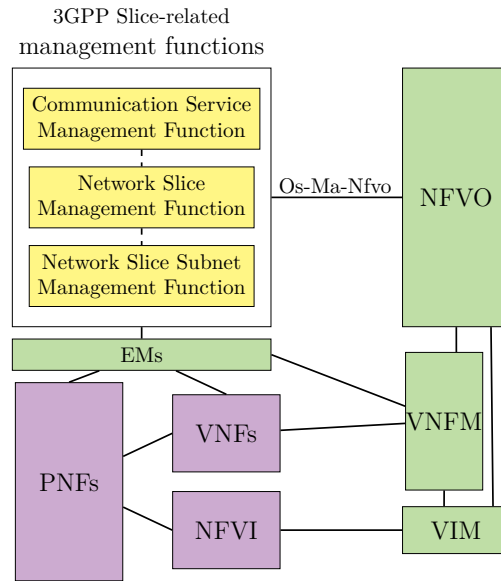 3GPP Slice-related
management functions
Communication Service
Management Function
Network Slice
Management Function
Network Slice Subnet
Management Function
Os-Ma-Nfvo
NFVO
EMs
VNFs
VNFM
PNFs
NFVI
VIM